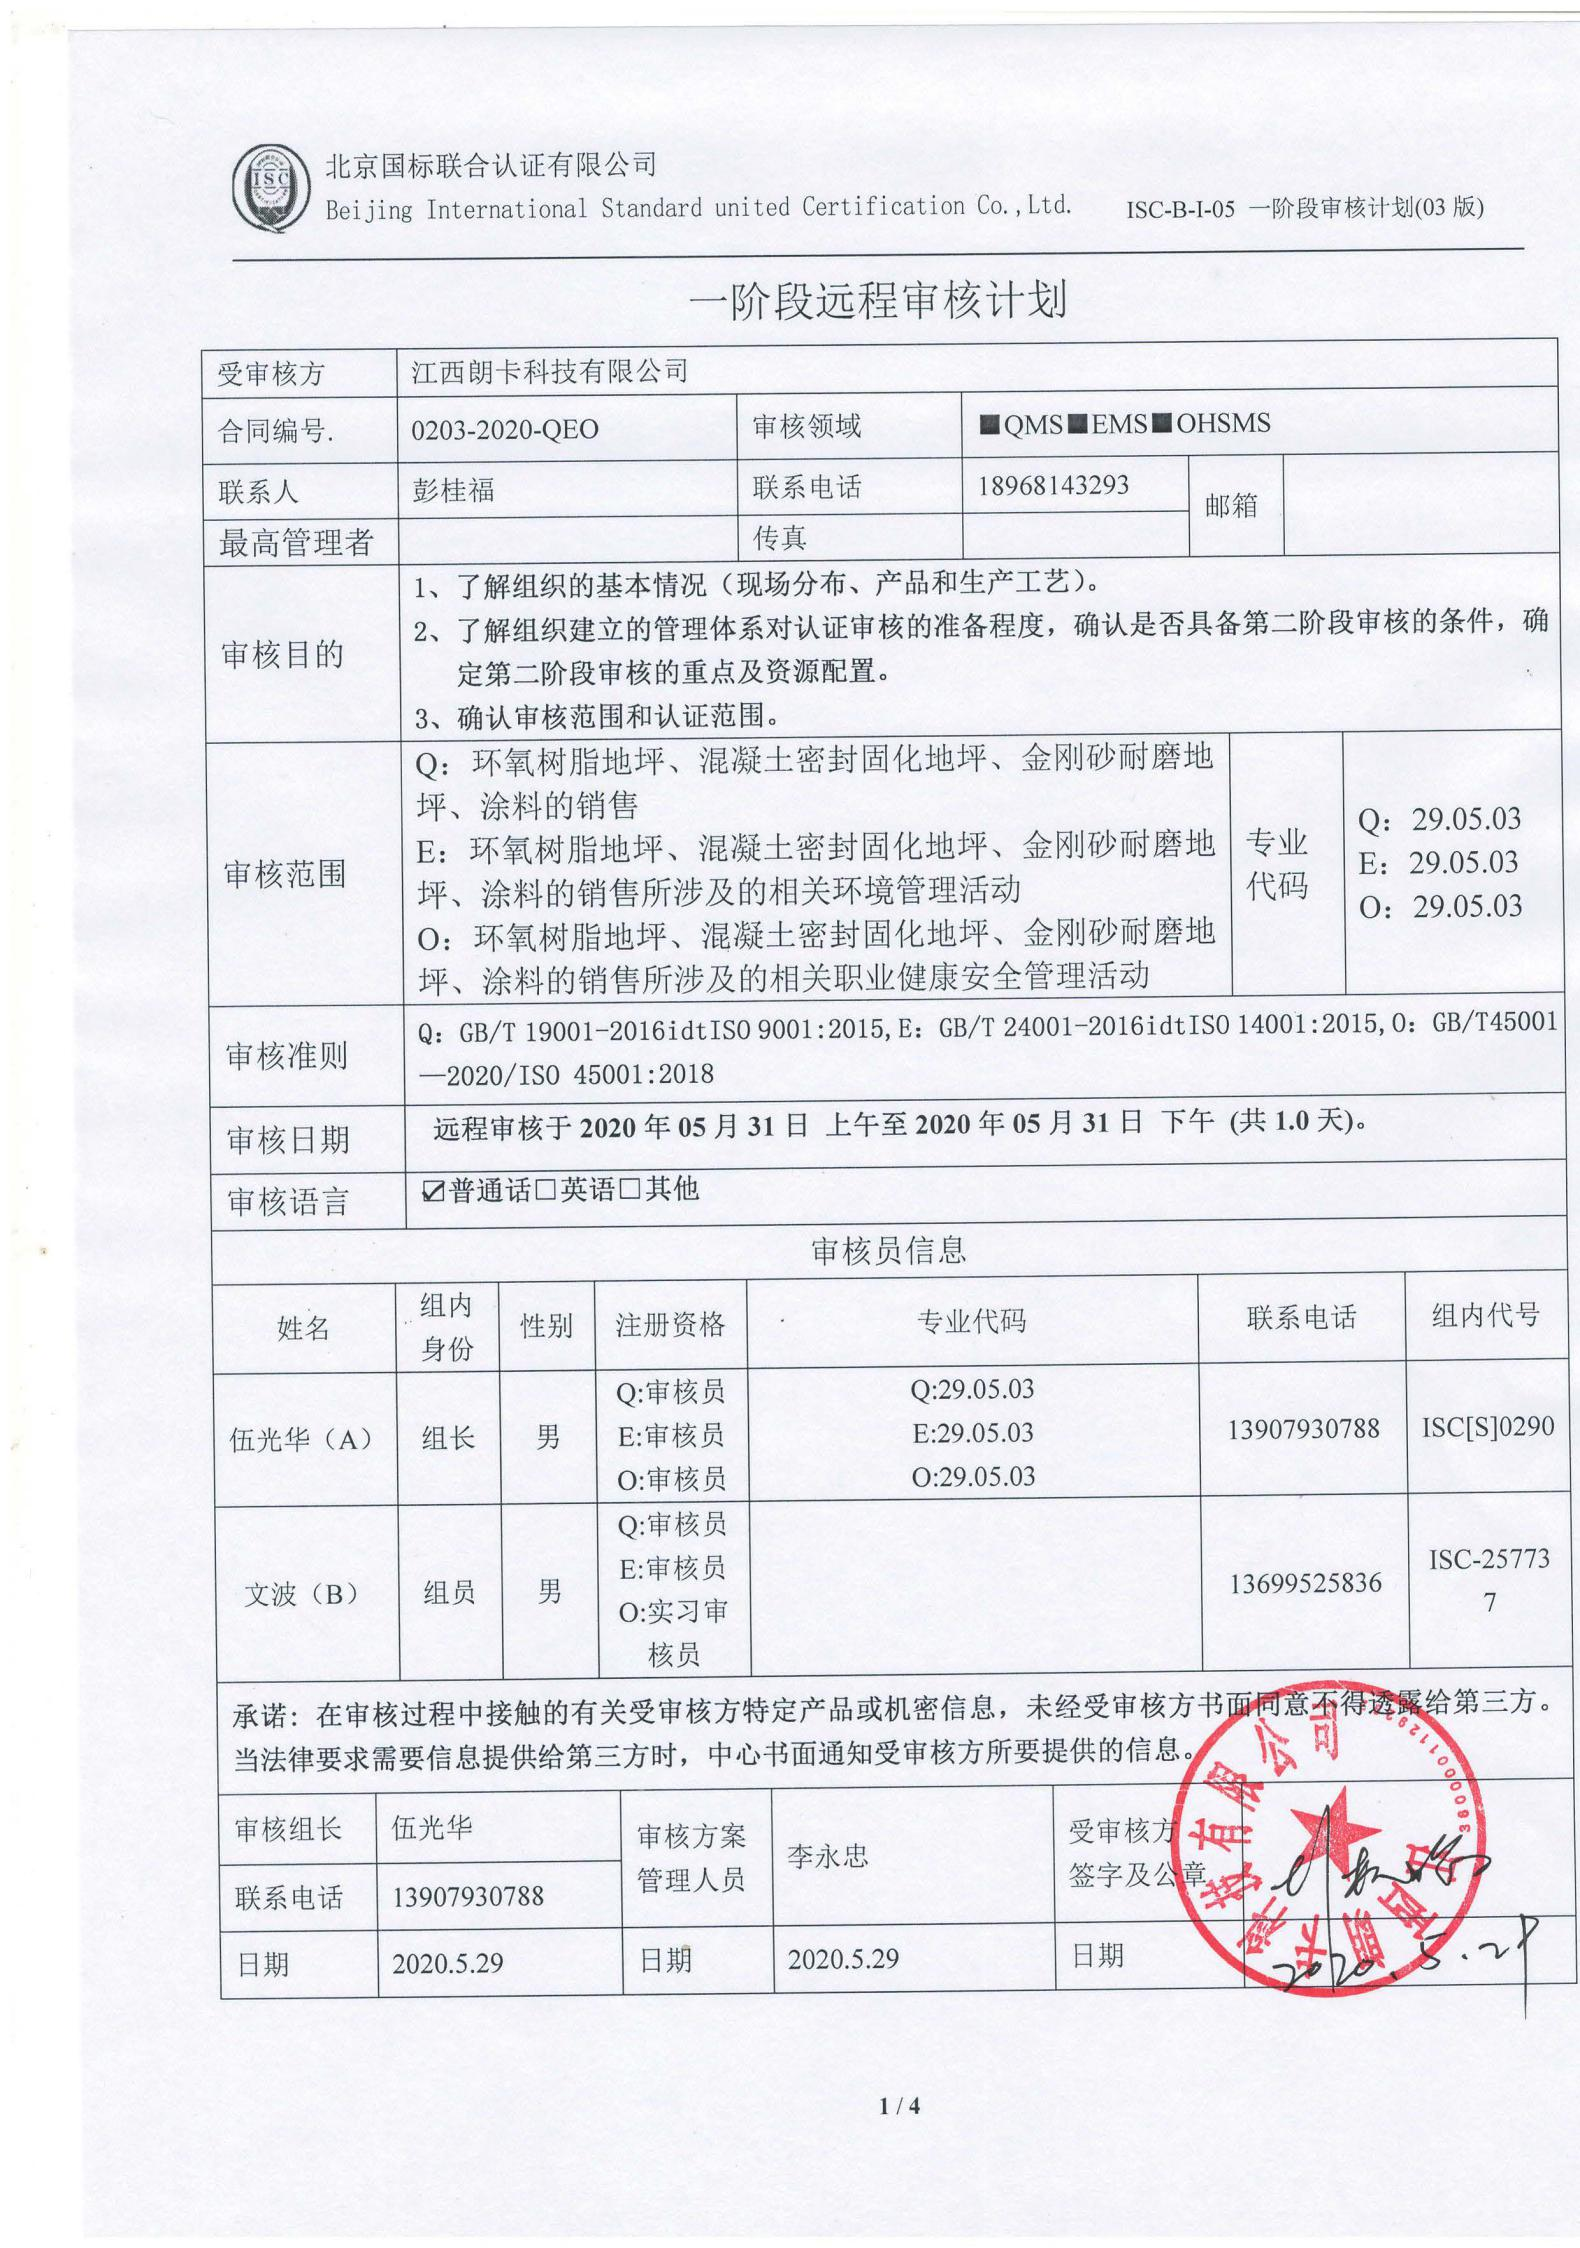 北京国标联合认证有限公司
Beijing International Standard united Certification Co.,Ltd.
ISC-B-I-05 一阶段审核计划(03 版)
ISC
一阶段远程审核计划
受审核方 江西朗卡科技有限公司
合同编号. 0203-2020-QEO 审核领域 ■QMS■EMS■OHSMS
联系人 彭桂福 联系电话 18968143293 邮箱
最高管理者 传真
审核目的
1、了解组织的基本情况（现场分布、产品和生产工艺）。
2、了解组织建立的管理体系对认证审核的准备程度，确认是否具备第二阶段审核的条件，确
定第二阶段审核的重点及资源配置。
3、确认审核范围和认证范围。
审核范围
Q：环氧树脂地坪、混凝土密封固化地坪、金刚砂耐磨地
坪、涂料的销售
E：环氧树脂地坪、混凝土密封固化地坪、金刚砂耐磨地
坪、涂料的销售所涉及的相关环境管理活动
O：环氧树脂地坪、混凝土密封固化地坪、金刚砂耐磨地
坪、涂料的销售所涉及的相关职业健康安全管理活动
专业
代码
Q：29.05.03
E：29.05.03
O：29.05.03
审核准则
Q：GB/T 19001-2016idtISO 9001:2015,E：GB/T 24001-2016idtISO 14001:2015,O：GB/T45001
—2020/ISO 45001:2018
审核日期 远程审核于 2020 年 05 月 31 日 上午至 2020 年 05 月 31 日 下午 (共 1.0 天)。
审核语言 ☑普通话□英语□其他
审核员信息
姓名 组内
身份 性别 注册资格 专业代码 联系电话 组内代号
伍光华（A） 组长 男
Q:审核员
E:审核员
O:审核员
Q:29.05.03
E:29.05.03
O:29.05.03
13907930788 ISC[S]0290
文波（B） 组员 男
Q:审核员
E:审核员
O:实习审
核员
13699525836
ISC-25773
7
承诺：在审核过程中接触的有关受审核方特定产品或机密信息，未经受审核方书面同意不得透露给第三方。
当法律要求需要信息提供给第三方时，中心书面通知受审核方所要提供的信息。
审核组长 伍光华
审核方案
管理人员
李永忠
受审核方
签字及公章
联系电话 13907930788
日期 2020.5.29 日期 2020.5.29 日期 2020.5.29
江西朗卡科技有限公司
1 / 4